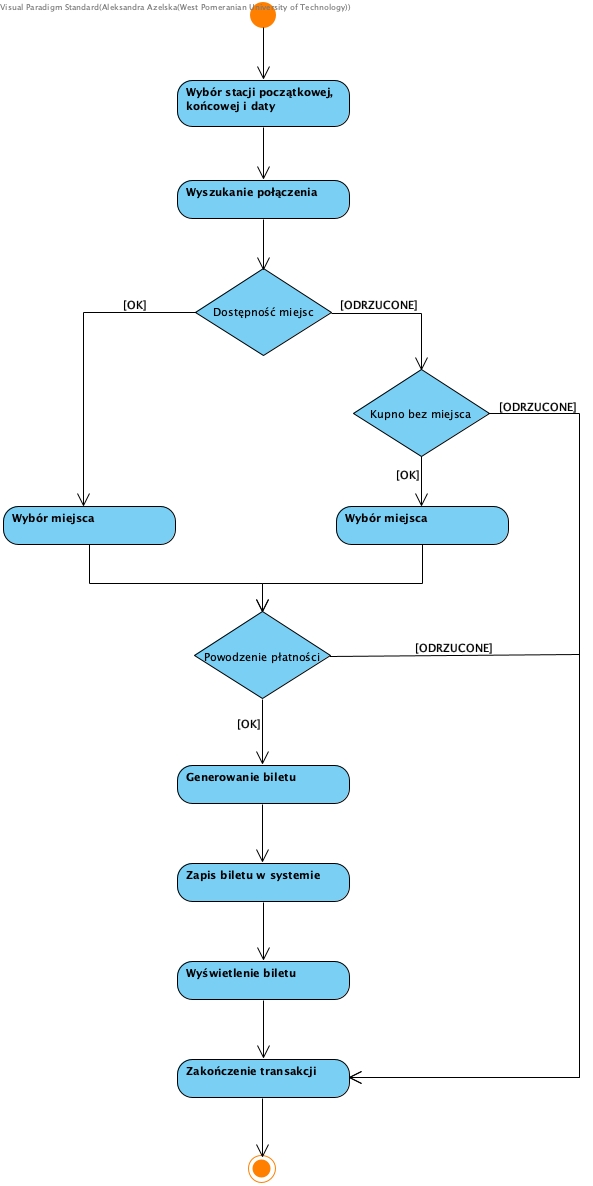 Visual Paradigm Standard(Aleksandra Azelska(West Pomeranian University of Technology))
Wybór stacji początkowej,
końcowej i daty
Wyszukanie połączenia
[OK]
Dostępność miejsc
[ODRZUCONE]
Kupno bez miejsca
[ODRZUCONE]
[OK]
Wybór miejsca
Wybór miejsca
Powodzenie płatności
[ODRZUCONE]
[OK]
Generowanie biletu
Zapis biletu w systemie
Wyświetlenie biletu
Zakończenie transakcji